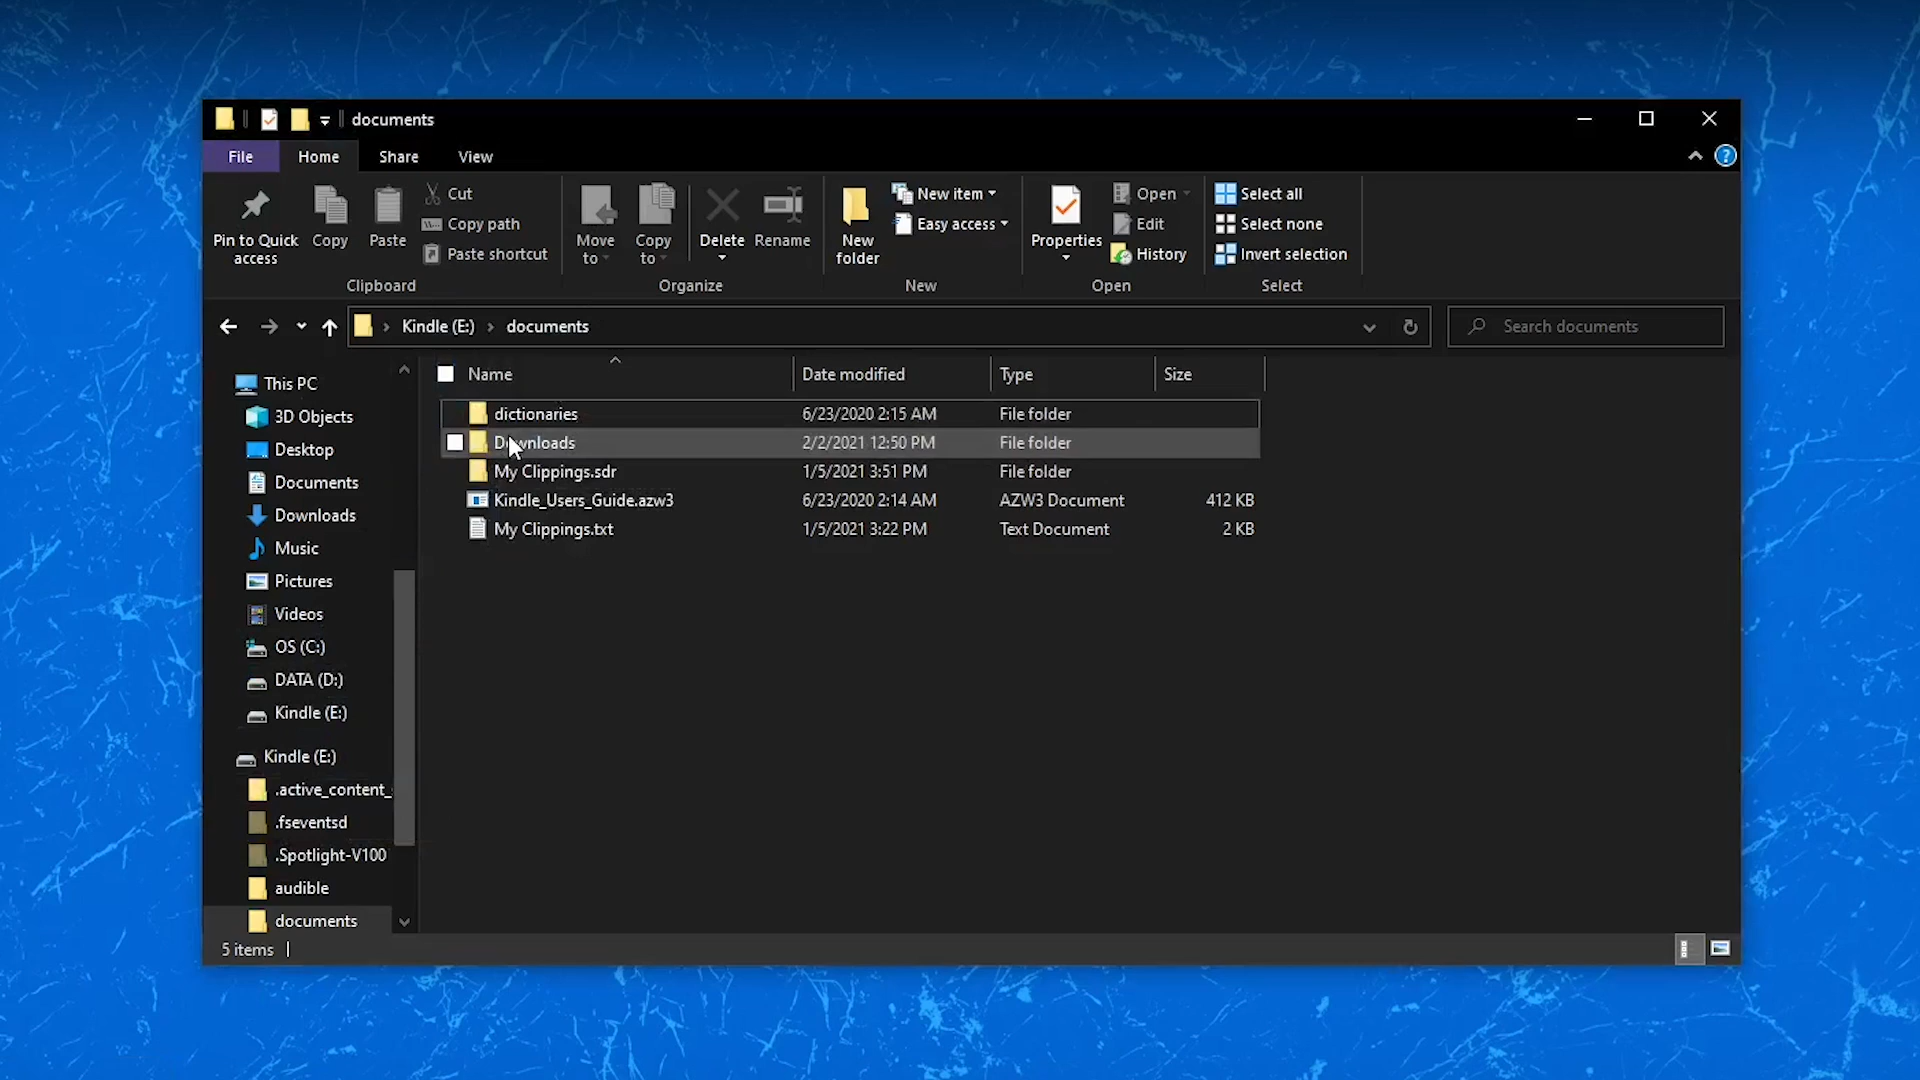 documents
File Home Share View
Pin to Quick access
Copy
Paste
Cut
Copy path
Paste shortcut
Clipboard
Move to
Copy to
Delete
Rename
Organize
New folder
New item
Easy access
New
Properties
Open
Edit
History
Open
Select all
Select none
Invert selection
Select
Kindle (E:) documents
Search documents
This PC
3D Objects
Desktop
Documents
Downloads
Music
Pictures
Videos
OS (C:)
DATA (D:)
Kindle (E:)
Kindle (E:)
.active_content_
.fseventsd
.Spotlight-V100
audible
documents
Name Date modified Type Size
dictionaries 6/23/2020 2:15 AM File folder
Downloads 2/2/2021 12:50 PM File folder
My Clippings.sdr 1/5/2021 3:51 PM File folder
Kindle_Users_Guide.azw3 6/23/2020 2:14 AM AZW3 Document 412 KB
My Clippings.txt 1/5/2021 3:22 PM Text Document 2 KB
5 items